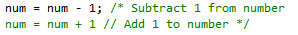 num = num - 1; /* Subtract 1 from number
num = num + 1 // Add 1 to number */